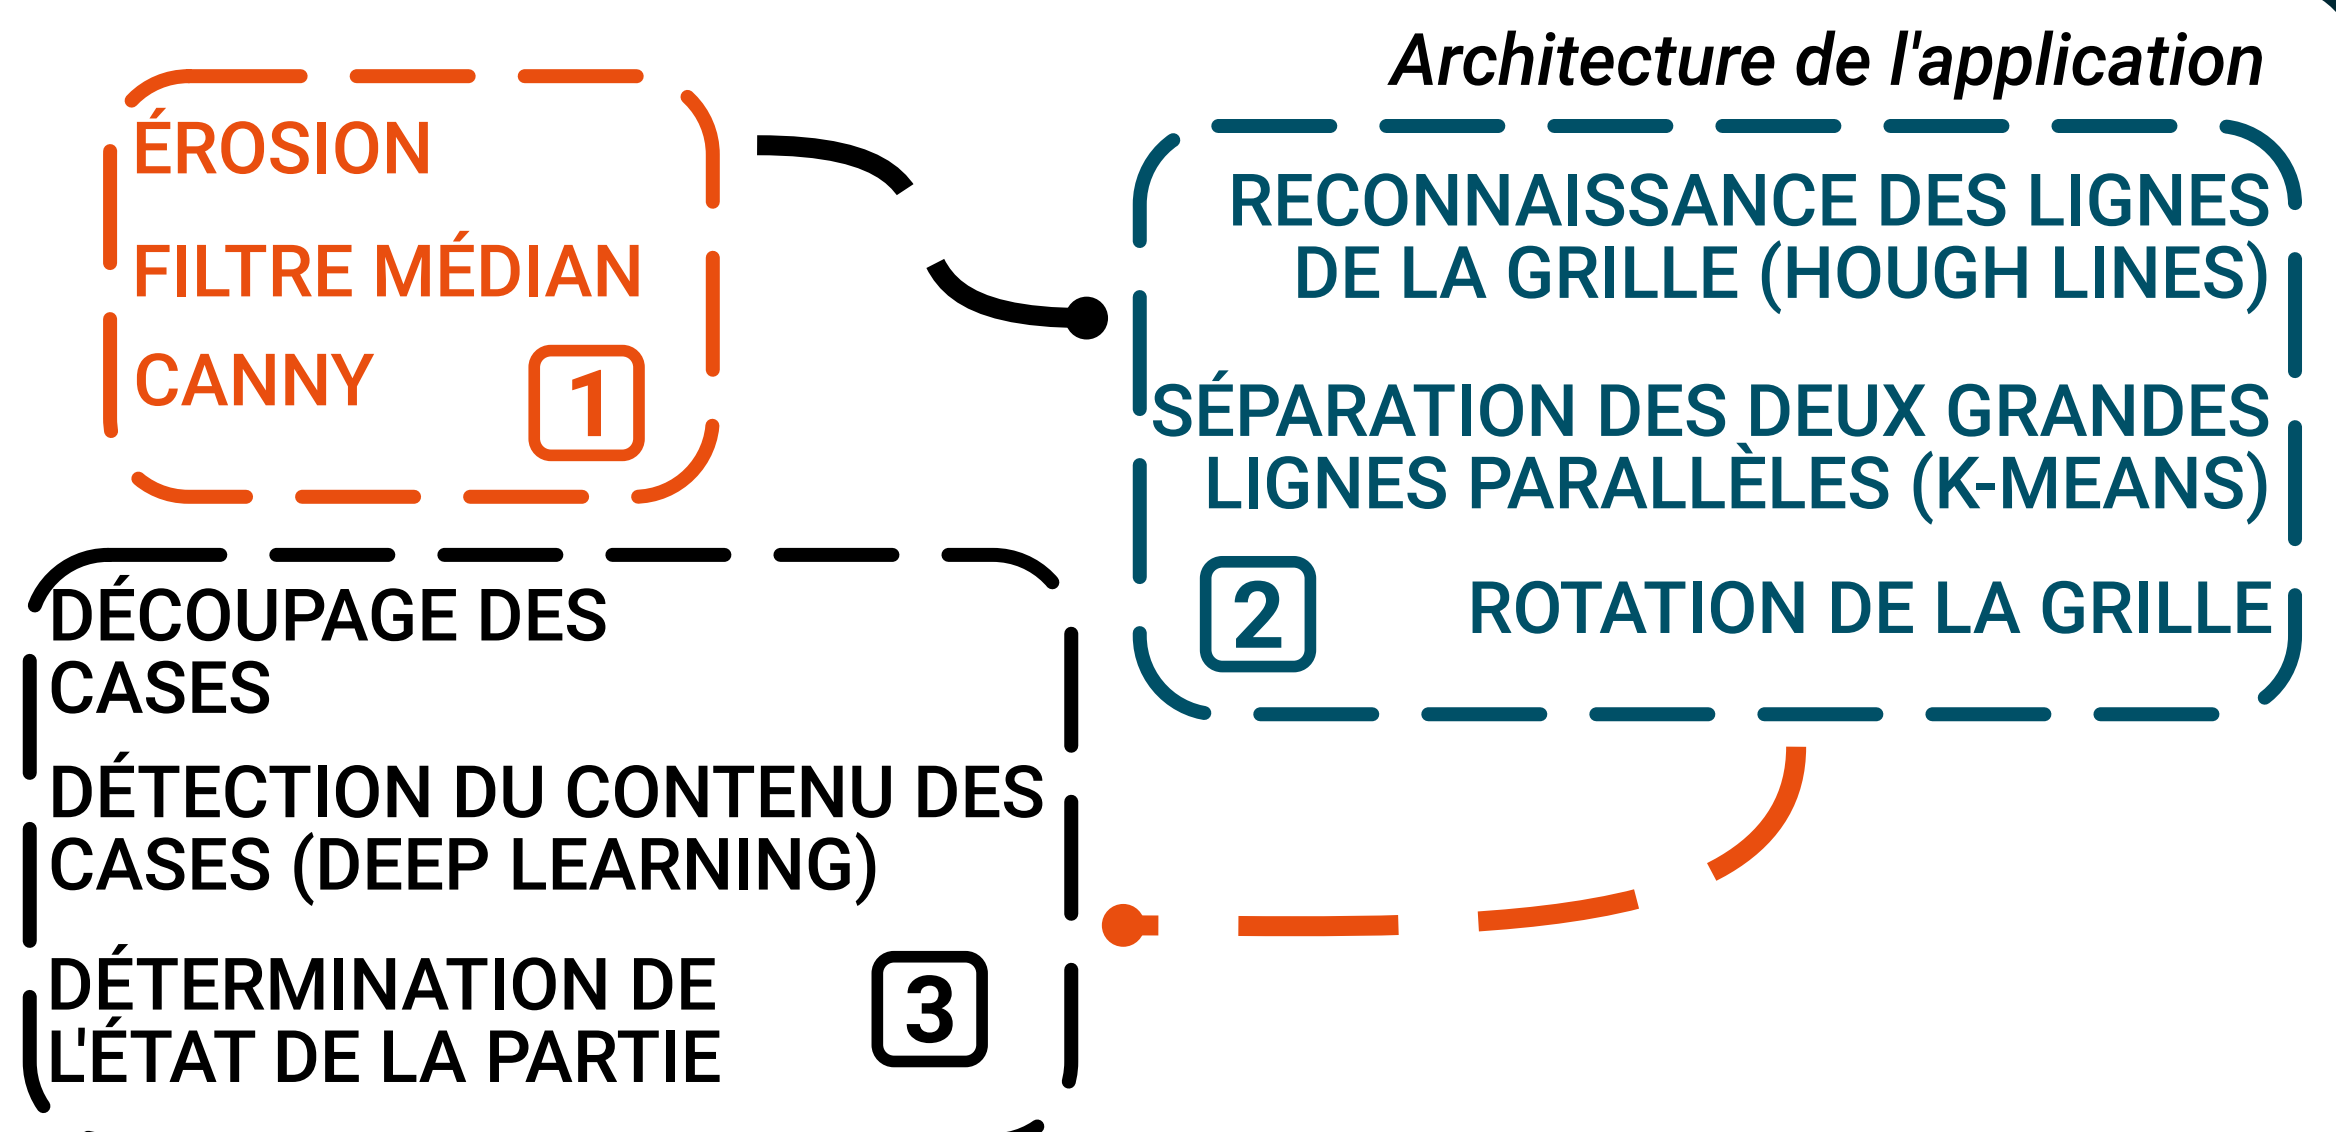 Architecture de l'application
ÉROSION
FILTRE MÉDIAN
CANNY
1
RECONNAISSANCE DES LIGNES
DE LA GRILLE (HOUGH LINES)
SÉPARATION DES DEUX GRANDES
LIGNES PARALLÈLES (K-MEANS)
2
ROTATION DE LA GRILLE
DÉCOUPAGE DES
CASES
DÉTECTION DU CONTENU DES
CASES (DEEP LEARNING)
DÉTERMINATION DE
L'ÉTAT DE LA PARTIE
3